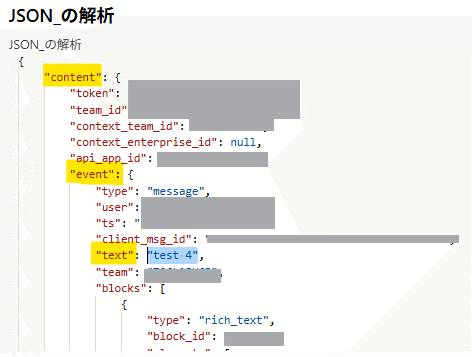 JSON_の解析
JSON_の解析
{
"content": {
"token":
"team_id"
"context_team_id":
"context_enterprise_id": null,
"api_app_id":
"event": {
"type": "message",
"user":
"ts": "
"client_msg_id": "
"text": "test 4",
"team":
"blocks": [
{
"type": "rich_text",
"block_id":